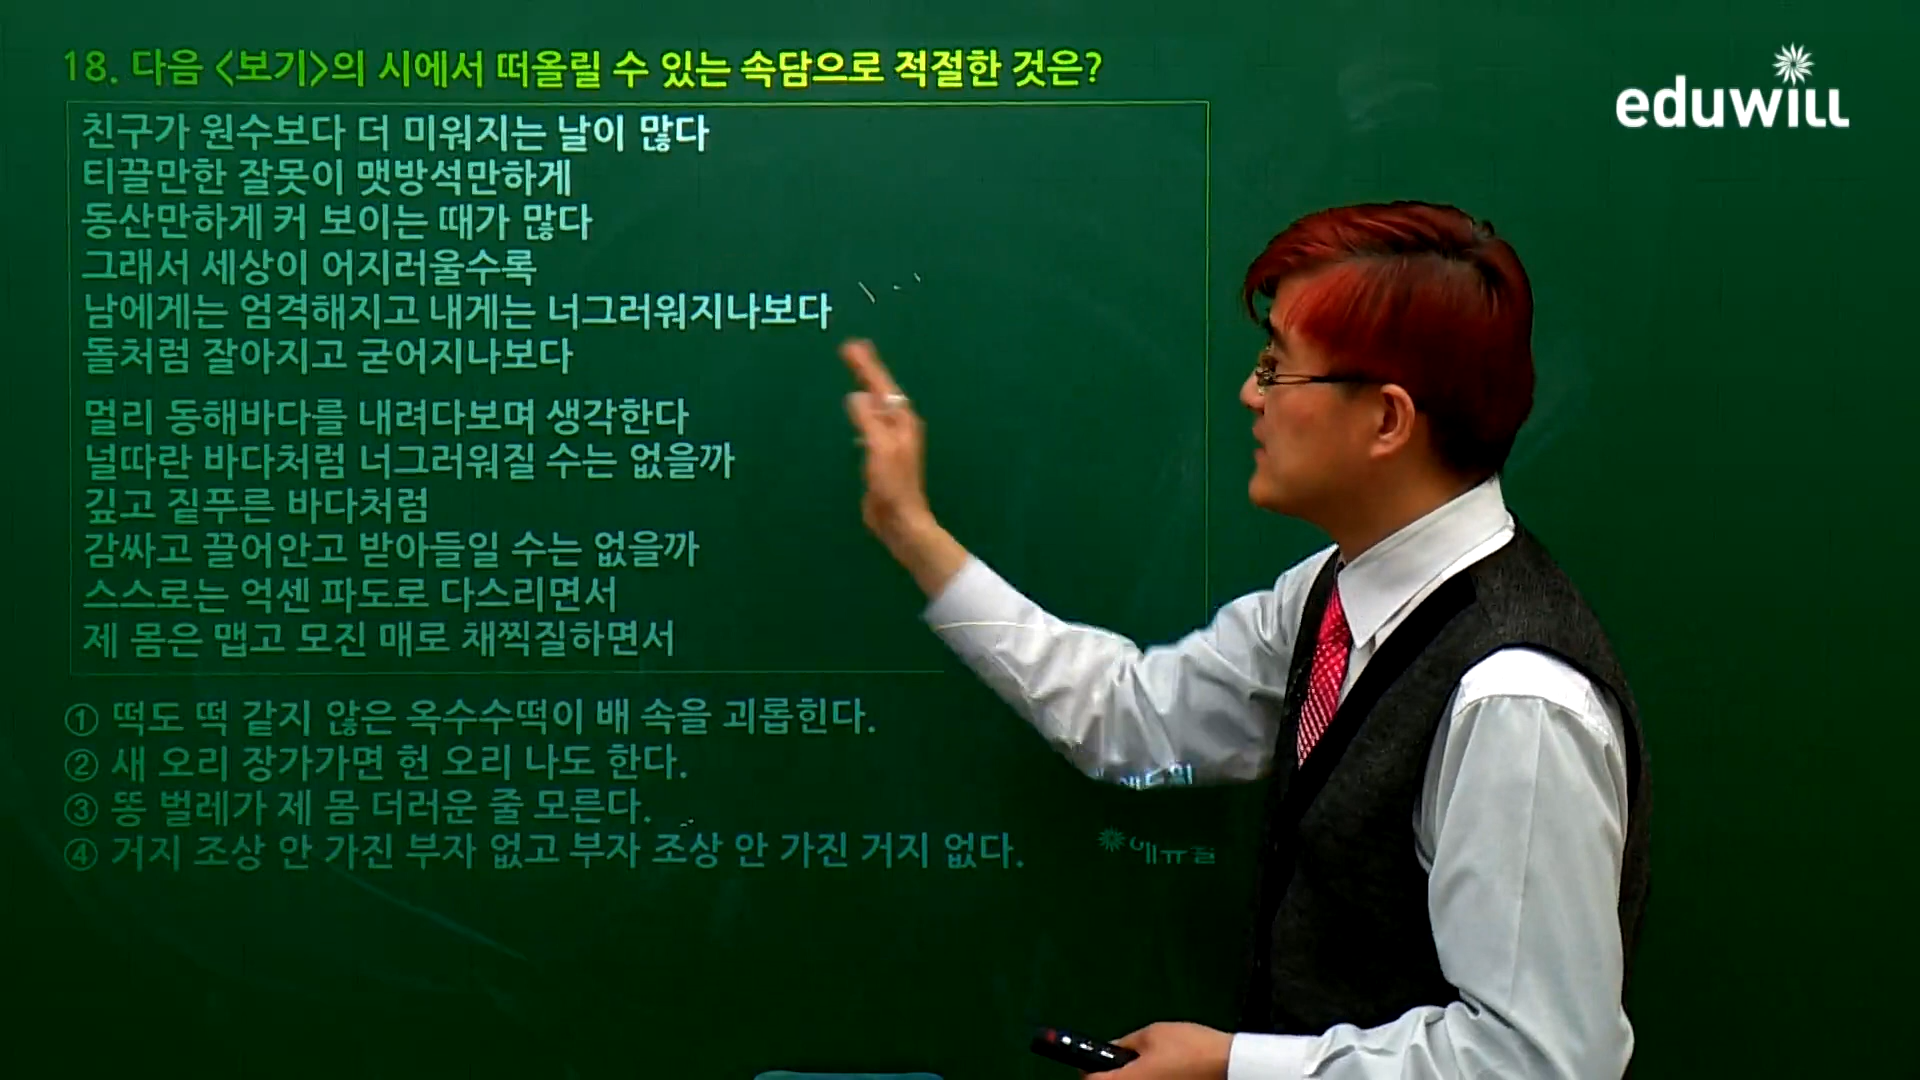 18. 다음 <보기>의 시에서 떠올릴 수 있는 속담으로 적절한 것은?
eduwill
친구가 원수보다 더 미워지는 날이 많다
티끌만한 잘못이 맷방석만하게
동산만하게 커 보이는 때가 많다
그래서 세상이 어지러울수록
남에게는 엄격해지고 내게는 너그러워지나보다
돌처럼 잘아지고 굳어지나보다
멀리 동해바다를 내려다보며 생각한다
널따란 바다처럼 너그러워질 수는 없을까
깊고 짙푸른 바다처럼
감싸고 끌어안고 받아들일 수는 없을까
스스로는 억센 파도로 다스리면서
제 몸은 맵고 모진 매로 채찍질하면서
① 떡도 떡 같지 않은 옥수수떡이 배 속을 괴롭힌다.
② 새 오리 장가가면 헌 오리 나도 한다.
③ 똥 벌레가 제 몸 더러운 줄 모른다.
④ 거지 조상 안 가진 부자 없고 부자 조상 안 가진 거지 없다.